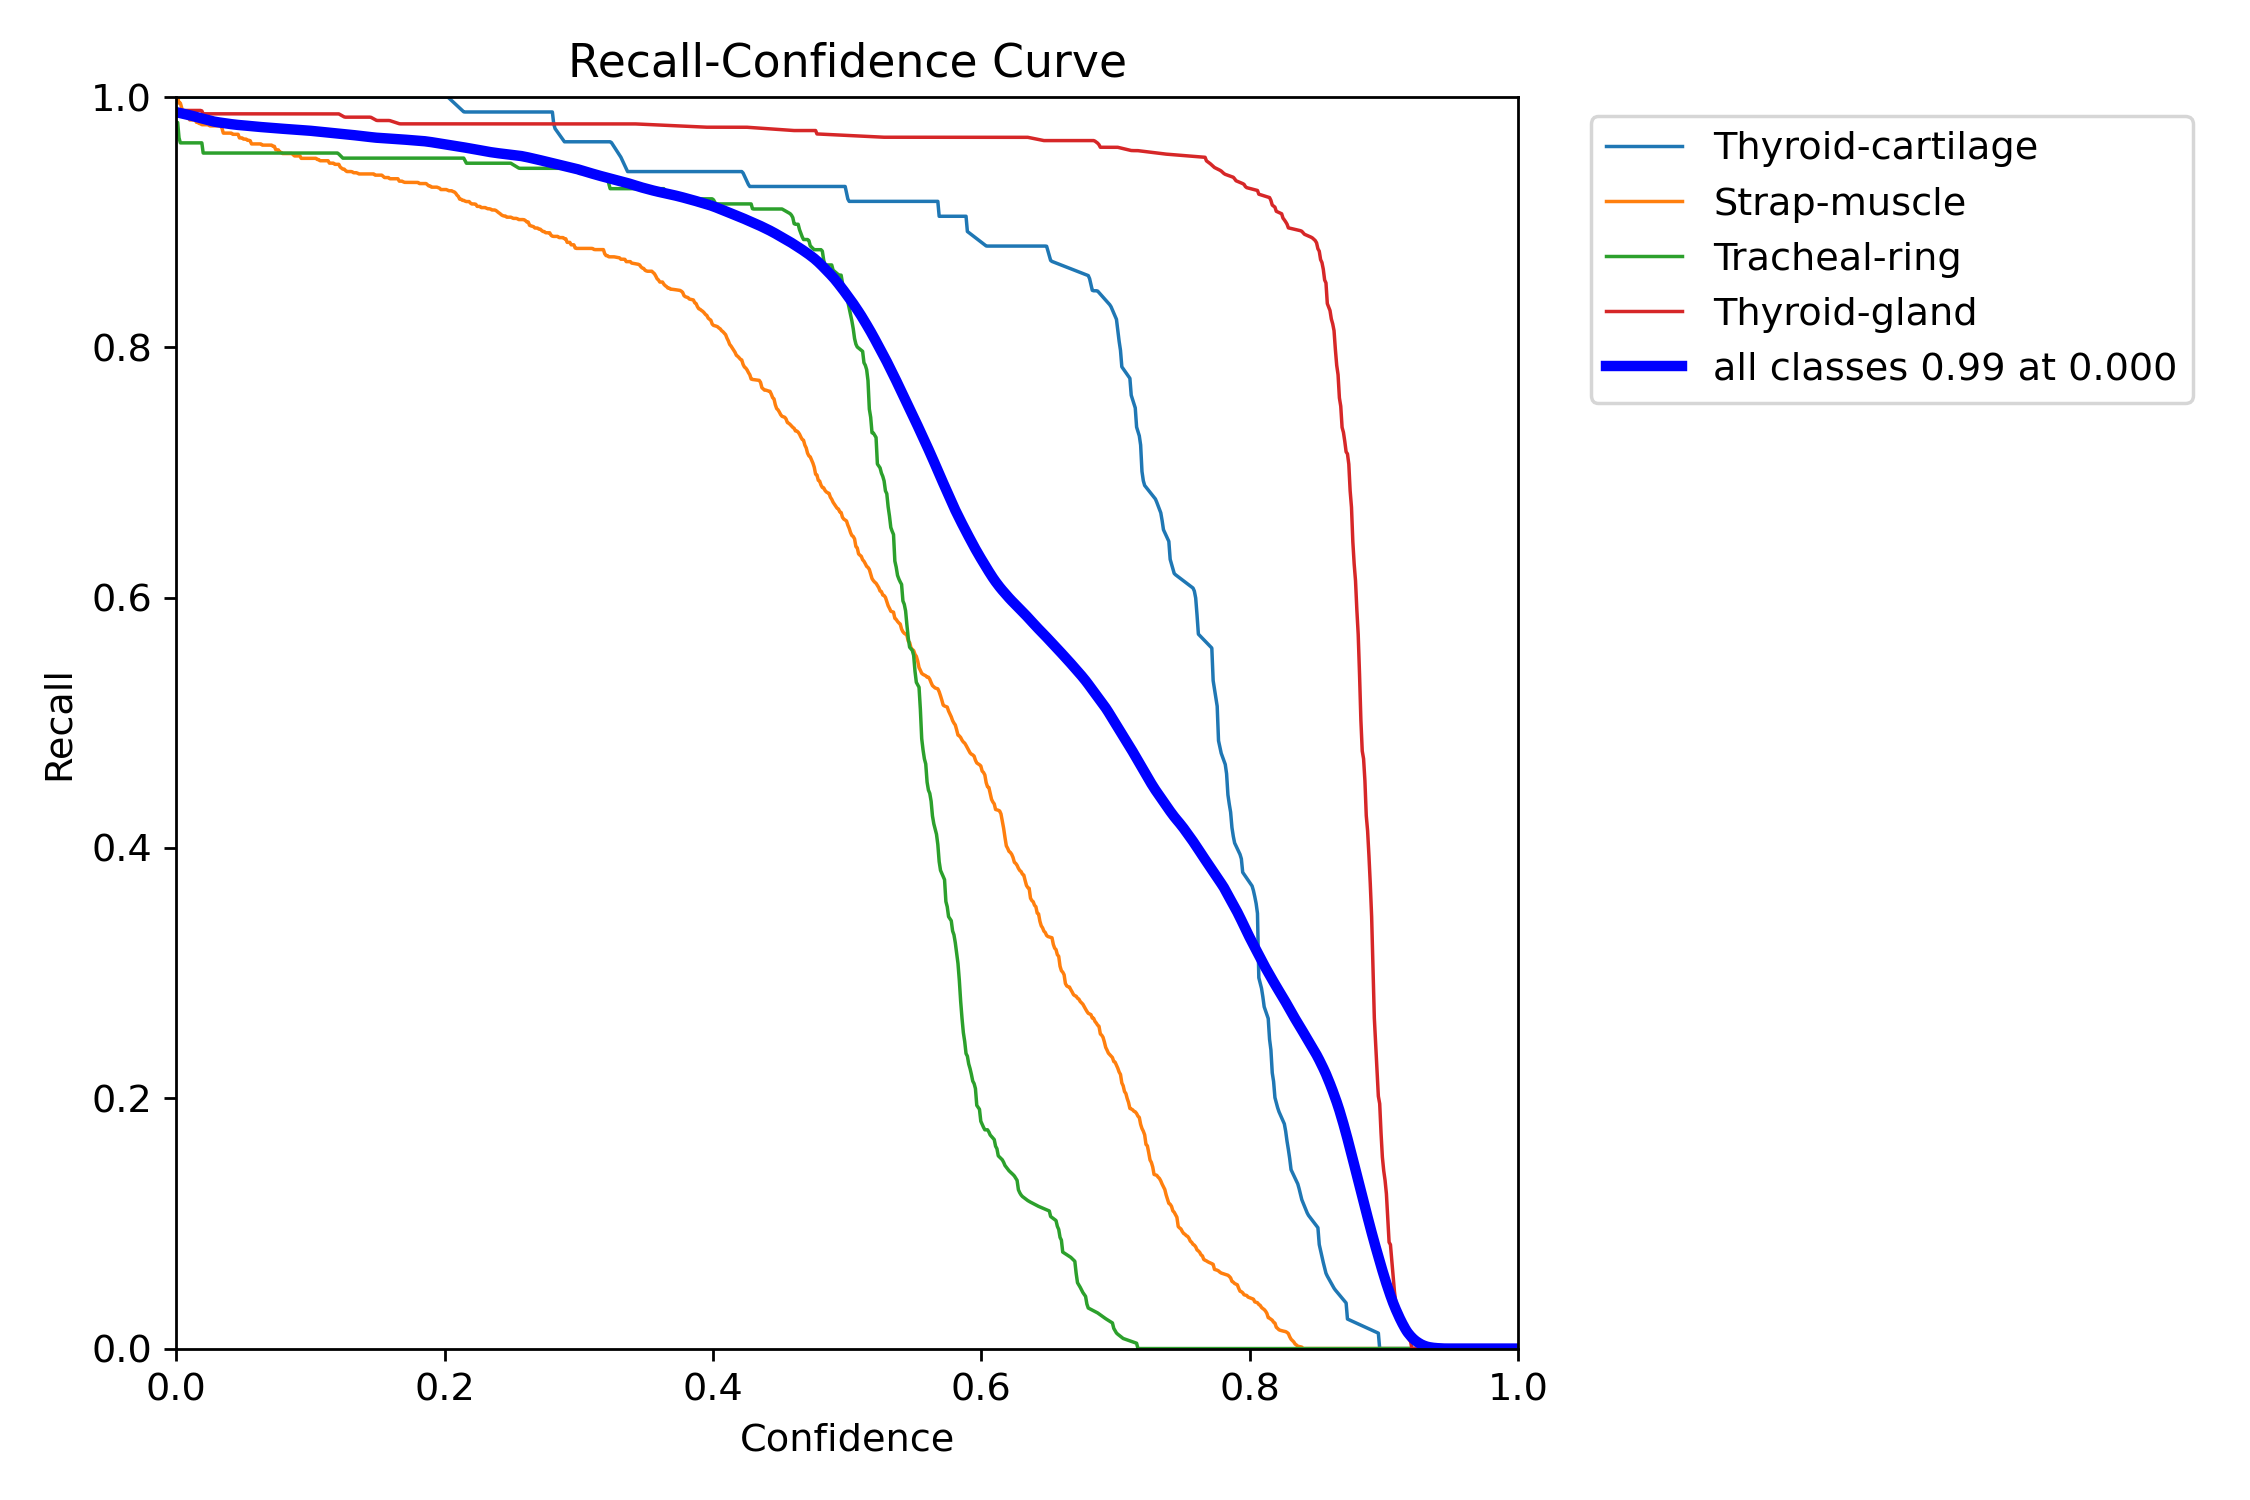 Recall-Confidence Curve
1.0
0.8
0.6
0.4
0.2
0.0
Recall
0.0 0.2 0.4 0.6 0.8 1.0
Confidence
Thyroid-cartilage
Strap-muscle
Tracheal-ring
Thyroid-gland
all classes 0.99 at 0.000